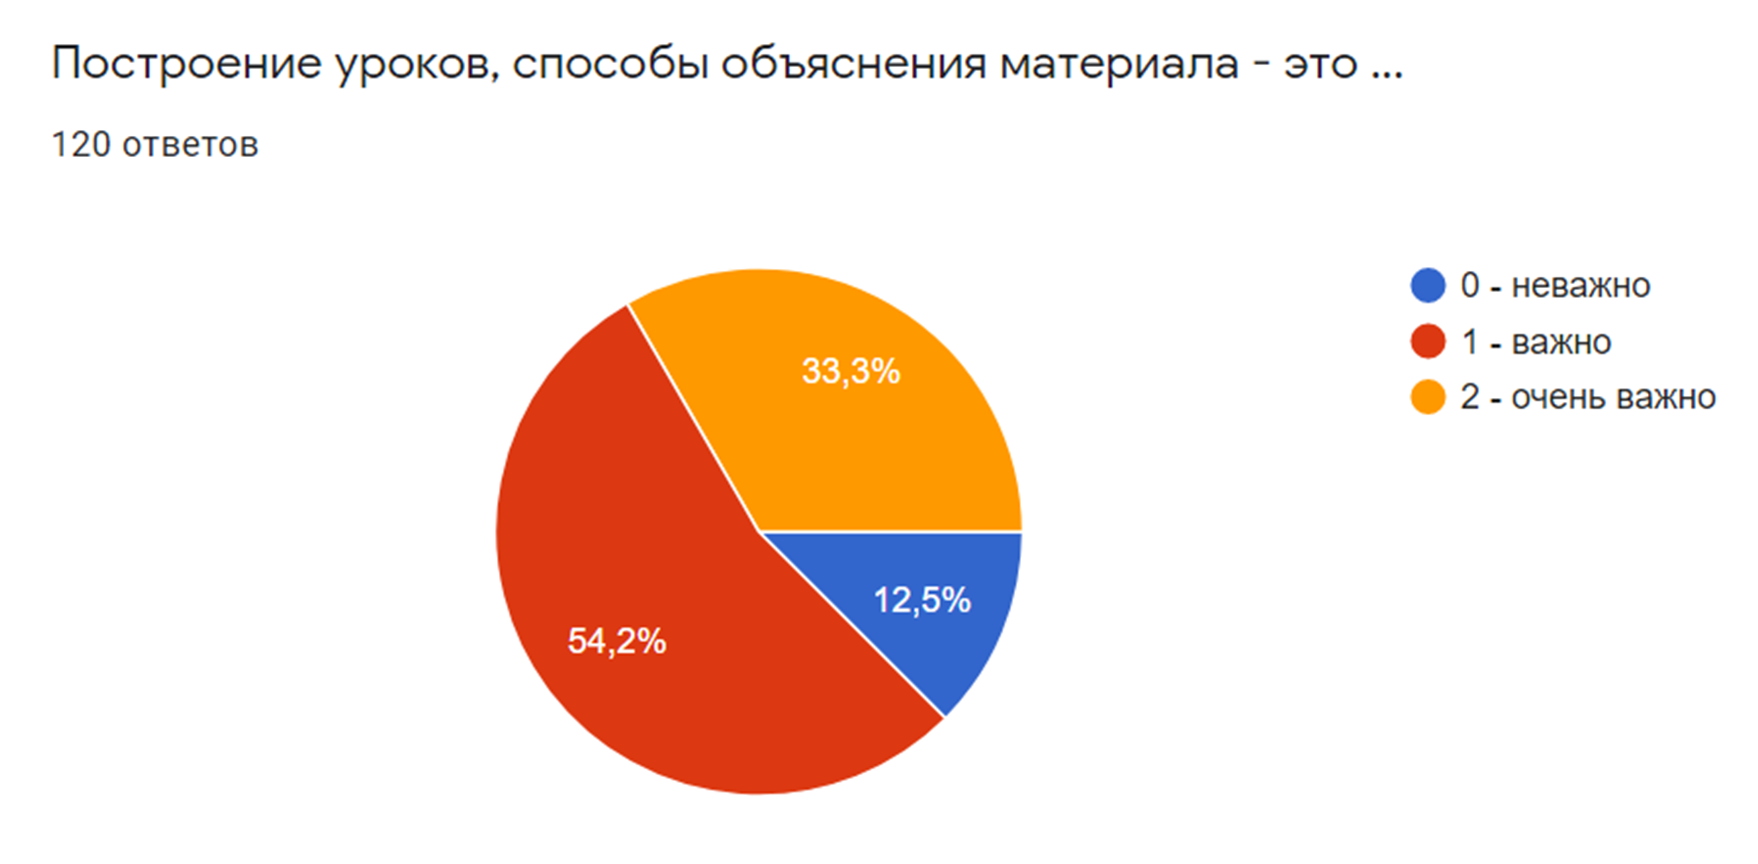 Построение уроков, способы объяснения материала - это ...
120 ответов
0 - неважно
1 - важно
2 - очень важно
33,3%
12,5%
54,2%